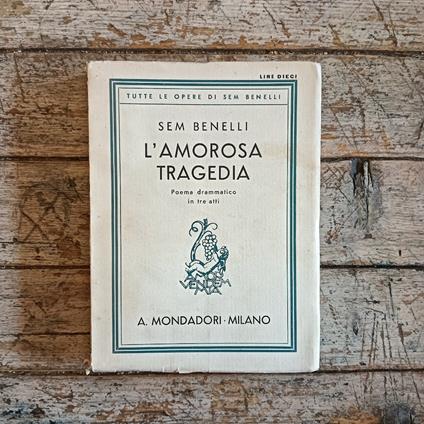 LIRE DIECI
TUTTE LE OPERE DI SEM BENELLI
SEM BENELLI
L'AMOROSA
TRAGEDIA
Poema drammatico
in tre atti
VENDEM
A. MONDADORI · MILANO